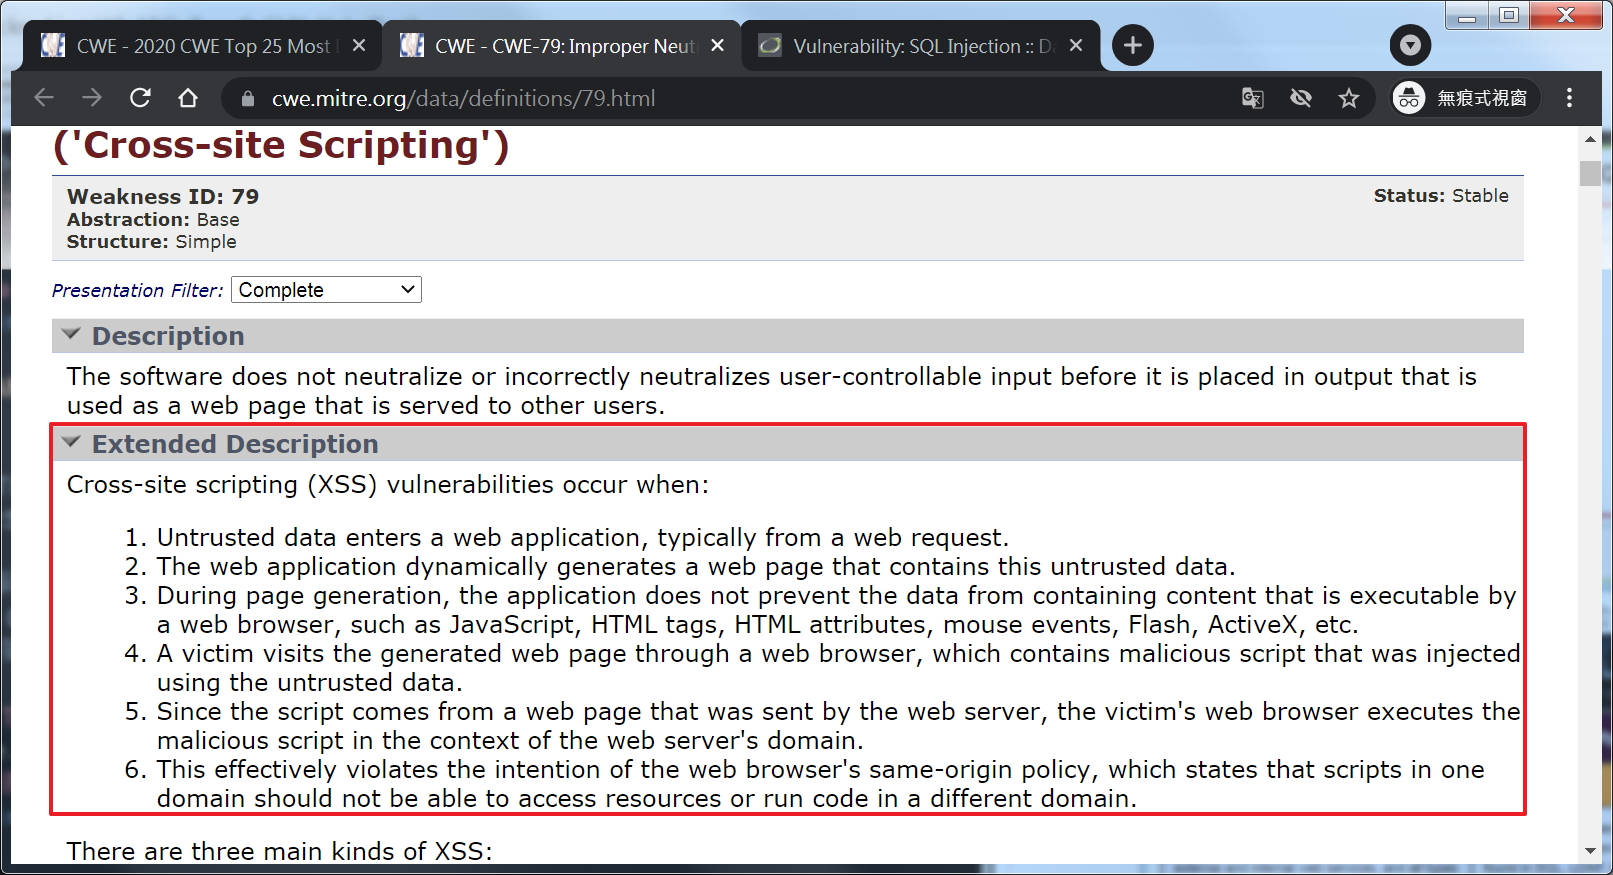 CWE - 2020 CWE Top 25 Most
CWE - CWE-79: Improper Neut
Vulnerability: SQL Injection :: Da
cwe.mitre.org/data/definitions/79.html
無痕式視窗
('Cross-site Scripting')
Weakness ID: 79
Status: Stable
Abstraction: Base
Structure: Simple
Presentation Filter: Complete
Description
The software does not neutralize or incorrectly neutralizes user-controllable input before it is placed in output that is
used as a web page that is served to other users.
Extended Description
Cross-site scripting (XSS) vulnerabilities occur when:
1. Untrusted data enters a web application, typically from a web request.
2. The web application dynamically generates a web page that contains this untrusted data.
3. During page generation, the application does not prevent the data from containing content that is executable by
a web browser, such as JavaScript, HTML tags, HTML attributes, mouse events, Flash, ActiveX, etc.
4. A victim visits the generated web page through a web browser, which contains malicious script that was injected
using the untrusted data.
5. Since the script comes from a web page that was sent by the web server, the victim's web browser executes the
malicious script in the context of the web server's domain.
6. This effectively violates the intention of the web browser's same-origin policy, which states that scripts in one
domain should not be able to access resources or run code in a different domain.
There are three main kinds of XSS: